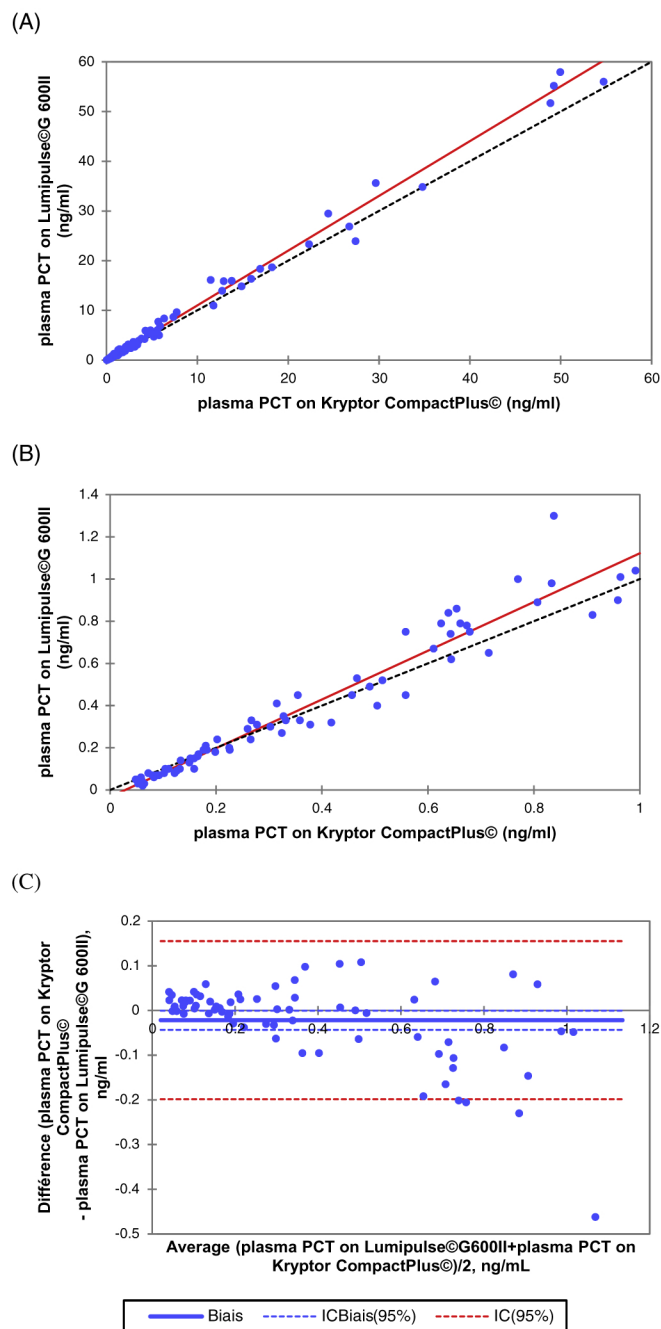 (A)
60
50
40
30
20
10
0
plasma PCT on Lumipulse©G 600II
(ng/ml)
0 10 20 30 40 50 60
plasma PCT on Kryptor CompactPlus© (ng/ml)
(B)
1.4
1.2
1
0.8
0.6
0.4
0.2
0
plasma PCT on Lumipulse©G 600II
(ng/ml)
0 0.2 0.4 0.6 0.8 1
plasma PCT on Kryptor CompactPlus© (ng/ml)
(C)
0.2
0.1
0
-0.1
-0.2
-0.3
-0.4
-0.5
Différence (plasma PCT on Kryptor
CompactPlus©
- plasma PCT on Lumipulse©G 600II),
ng/ml
0 0.2 0.4 0.6 0.8 1 1.2
Average (plasma PCT on Lumipulse©G600II+plasma PCT on
Kryptor CompactPlus©)/2, ng/mL
Biais ICBiais(95%) IC(95%)